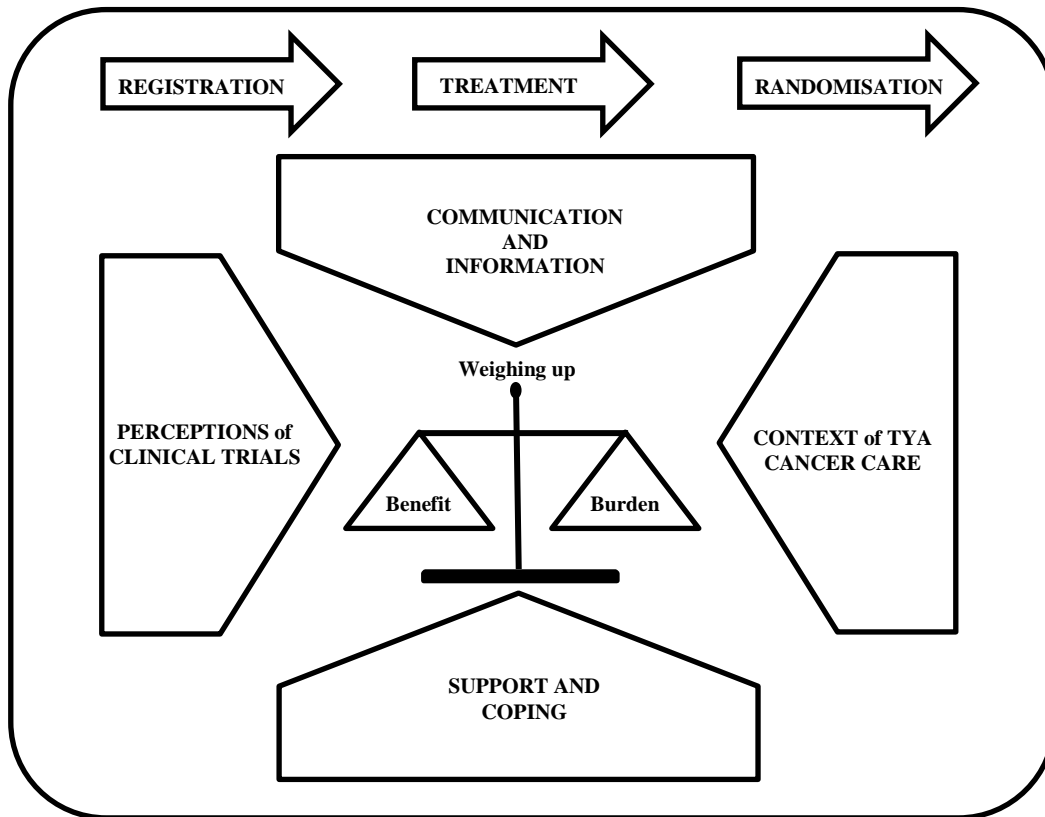 REGISTRATION
TREATMENT
RANDOMISATION
COMMUNICATION
AND
INFORMATION
Weighing up
PERCEPTIONS of
CLINICAL TRIALS
Benefit
Burden
CONTEXT of TYA
CANCER CARE
SUPPORT AND
COPING